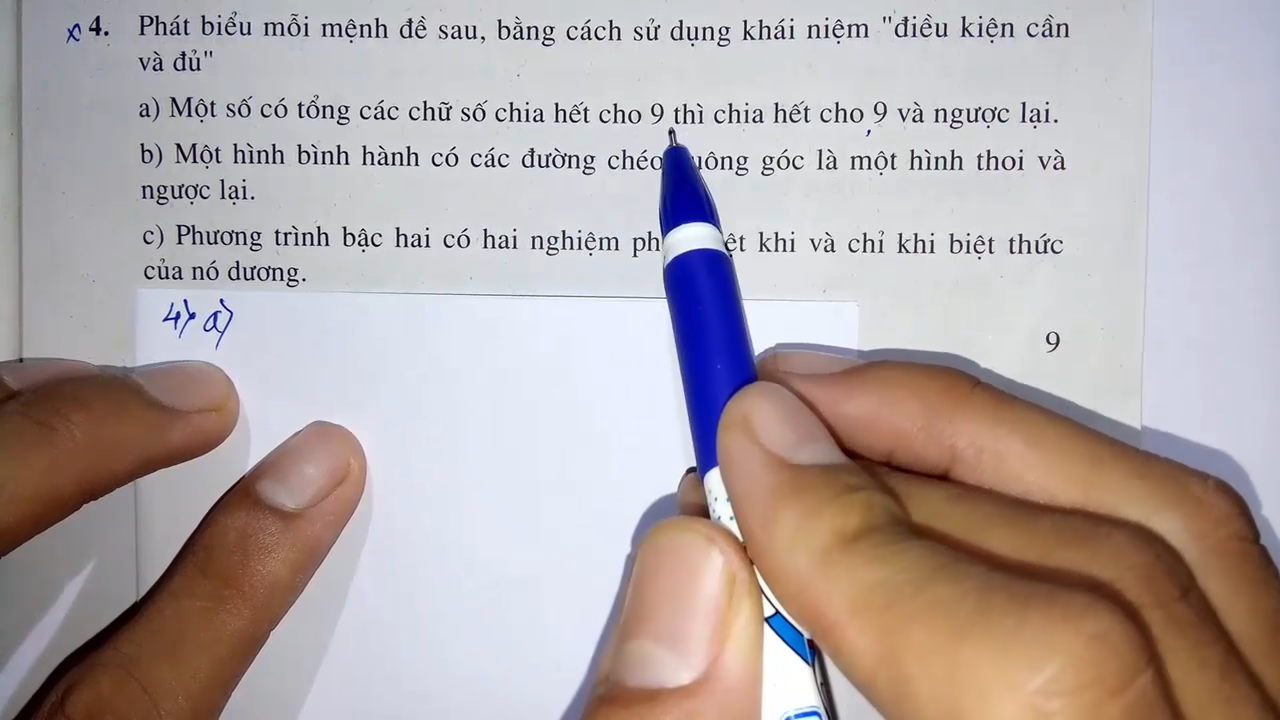 x 4. Phát biểu mỗi mệnh đề sau, bằng cách sử dụng khái niệm "điều kiện cần
và đủ"
a) Một số có tổng các chữ số chia hết cho 9 thì chia hết cho 9 và ngược lại.
b) Một hình bình hành có các đường chéo góc là một hình thoi và
ngược lại.
c) Phương trình bậc hai có hai nghiệm khi và chỉ khi biệt thức
của nó dương.
4) a)
9